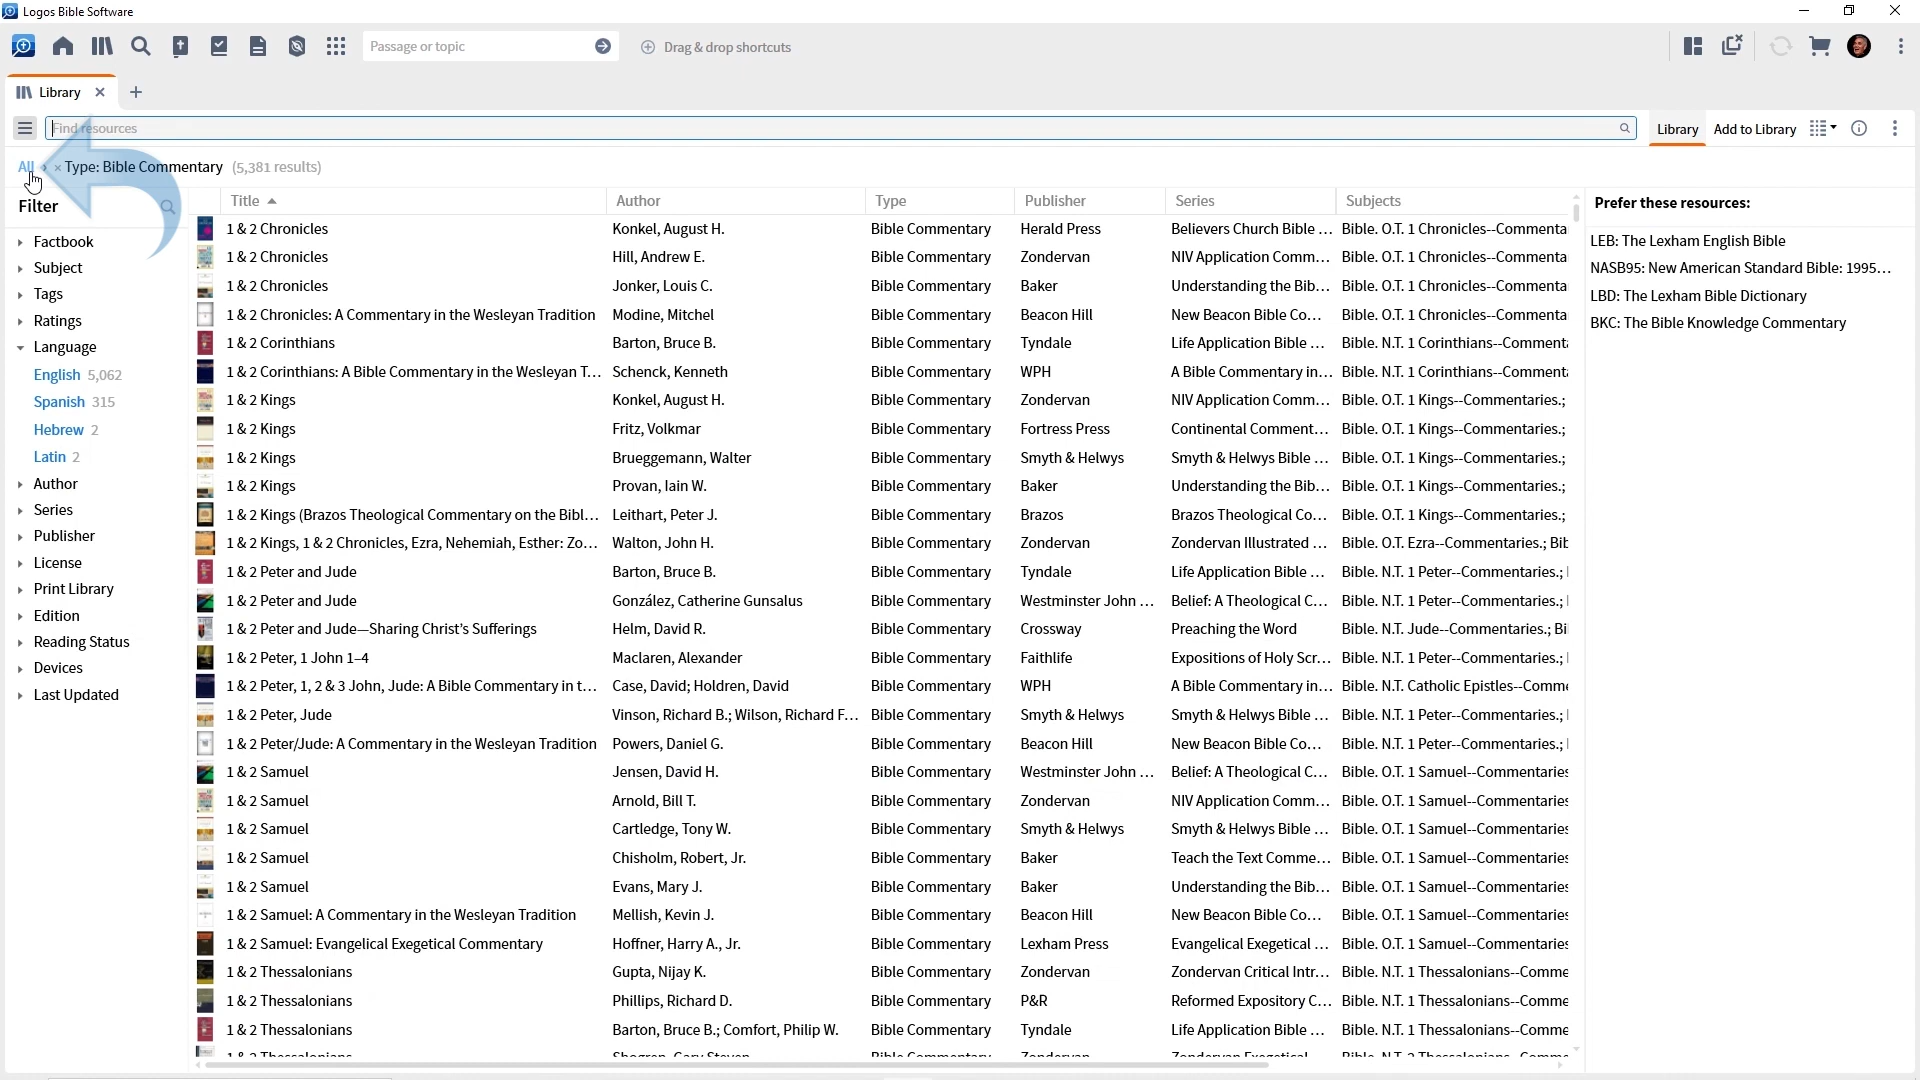 Logos Bible Software
Passage or topic
Drag & drop shortcuts
Library
Find resources
Library Add to Library
All › × Type: Bible Commentary (5,381 results)
Filter
Factbook
Subject
Tags
Ratings
Language
English 5,062
Spanish 315
Hebrew 2
Latin 2
Author
Series
Publisher
License
Print Library
Edition
Reading Status
Devices
Last Updated
Title Author Type Publisher Series Subjects
1 & 2 Chronicles Konkel, August H. Bible Commentary Herald Press Believers Church Bible ... Bible. O.T. 1 Chronicles--Commenta
1 & 2 Chronicles Hill, Andrew E. Bible Commentary Zondervan NIV Application Comm... Bible. O.T. 1 Chronicles--Commenta
1 & 2 Chronicles Jonker, Louis C. Bible Commentary Baker Understanding the Bib... Bible. O.T. 1 Chronicles--Commenta
1 & 2 Chronicles: A Commentary in the Wesleyan Tradition Modine, Mitchel Bible Commentary Beacon Hill New Beacon Bible Co... Bible. O.T. 1 Chronicles--Commenta
1 & 2 Corinthians Barton, Bruce B. Bible Commentary Tyndale Life Application Bible ... Bible. N.T. 1 Corinthians--Comment
1 & 2 Corinthians: A Bible Commentary in the Wesleyan T... Schenck, Kenneth Bible Commentary WPH A Bible Commentary in... Bible. N.T. 1 Corinthians--Comment
1 & 2 Kings Konkel, August H. Bible Commentary Zondervan NIV Application Comm... Bible. O.T. 1 Kings--Commentaries.;
1 & 2 Kings Fritz, Volkmar Bible Commentary Fortress Press Continental Comment... Bible. O.T. 1 Kings--Commentaries.;
1 & 2 Kings Brueggemann, Walter Bible Commentary Smyth & Helwys Smyth & Helwys Bible ... Bible. O.T. 1 Kings--Commentaries.;
1 & 2 Kings Provan, Iain W. Bible Commentary Baker Understanding the Bib... Bible. O.T. 1 Kings--Commentaries.;
1 & 2 Kings (Brazos Theological Commentary on the Bibl... Leithart, Peter J. Bible Commentary Brazos Brazos Theological Co... Bible. O.T. 1 Kings--Commentaries.;
1 & 2 Kings, 1 & 2 Chronicles, Ezra, Nehemiah, Esther: Zo... Walton, John H. Bible Commentary Zondervan Zondervan Illustrated ... Bible. O.T. Ezra--Commentaries.; Bib
1 & 2 Peter and Jude Barton, Bruce B. Bible Commentary Tyndale Life Application Bible ... Bible. N.T. 1 Peter--Commentaries.;
1 & 2 Peter and Jude González, Catherine Gunsalus Bible Commentary Westminster John ... Belief: A Theological C... Bible. N.T. 1 Peter--Commentaries.;
1 & 2 Peter and Jude—Sharing Christ's Sufferings Helm, David R. Bible Commentary Crossway Preaching the Word Bible. N.T. Jude--Commentaries.; Bi
1 & 2 Peter, 1 John 1–4 Maclaren, Alexander Bible Commentary Faithlife Expositions of Holy Scr... Bible. N.T. 1 Peter--Commentaries.;
1 & 2 Peter, 1, 2 & 3 John, Jude: A Bible Commentary in t... Case, David; Holdren, David Bible Commentary WPH A Bible Commentary in... Bible. N.T. Catholic Epistles--Comme
1 & 2 Peter, Jude Vinson, Richard B.; Wilson, Richard F... Bible Commentary Smyth & Helwys Smyth & Helwys Bible ... Bible. N.T. 1 Peter--Commentaries.;
1 & 2 Peter/Jude: A Commentary in the Wesleyan Tradition Powers, Daniel G. Bible Commentary Beacon Hill New Beacon Bible Co... Bible. N.T. 1 Peter--Commentaries.;
1 & 2 Samuel Jensen, David H. Bible Commentary Westminster John ... Belief: A Theological C... Bible. O.T. 1 Samuel--Commentaries
1 & 2 Samuel Arnold, Bill T. Bible Commentary Zondervan NIV Application Comm... Bible. O.T. 1 Samuel--Commentaries
1 & 2 Samuel Cartledge, Tony W. Bible Commentary Smyth & Helwys Smyth & Helwys Bible ... Bible. O.T. 1 Samuel--Commentaries
1 & 2 Samuel Chisholm, Robert, Jr. Bible Commentary Baker Teach the Text Comme... Bible. O.T. 1 Samuel--Commentaries
1 & 2 Samuel Evans, Mary J. Bible Commentary Baker Understanding the Bib... Bible. O.T. 1 Samuel--Commentaries
1 & 2 Samuel: A Commentary in the Wesleyan Tradition Mellish, Kevin J. Bible Commentary Beacon Hill New Beacon Bible Co... Bible. O.T. 1 Samuel--Commentaries
1 & 2 Samuel: Evangelical Exegetical Commentary Hoffner, Harry A., Jr. Bible Commentary Lexham Press Evangelical Exegetical ... Bible. O.T. 1 Samuel--Commentaries
1 & 2 Thessalonians Gupta, Nijay K. Bible Commentary Zondervan Zondervan Critical Intr... Bible. N.T. 1 Thessalonians--Comme
1 & 2 Thessalonians Phillips, Richard D. Bible Commentary P&R Reformed Expository C... Bible. N.T. 1 Thessalonians--Comme
1 & 2 Thessalonians Barton, Bruce B.; Comfort, Philip W. Bible Commentary Tyndale Life Application Bible ... Bible. N.T. 1 Thessalonians--Comme
Prefer these resources:
LEB: The Lexham English Bible
NASB95: New American Standard Bible: 1995...
LBD: The Lexham Bible Dictionary
BKC: The Bible Knowledge Commentary